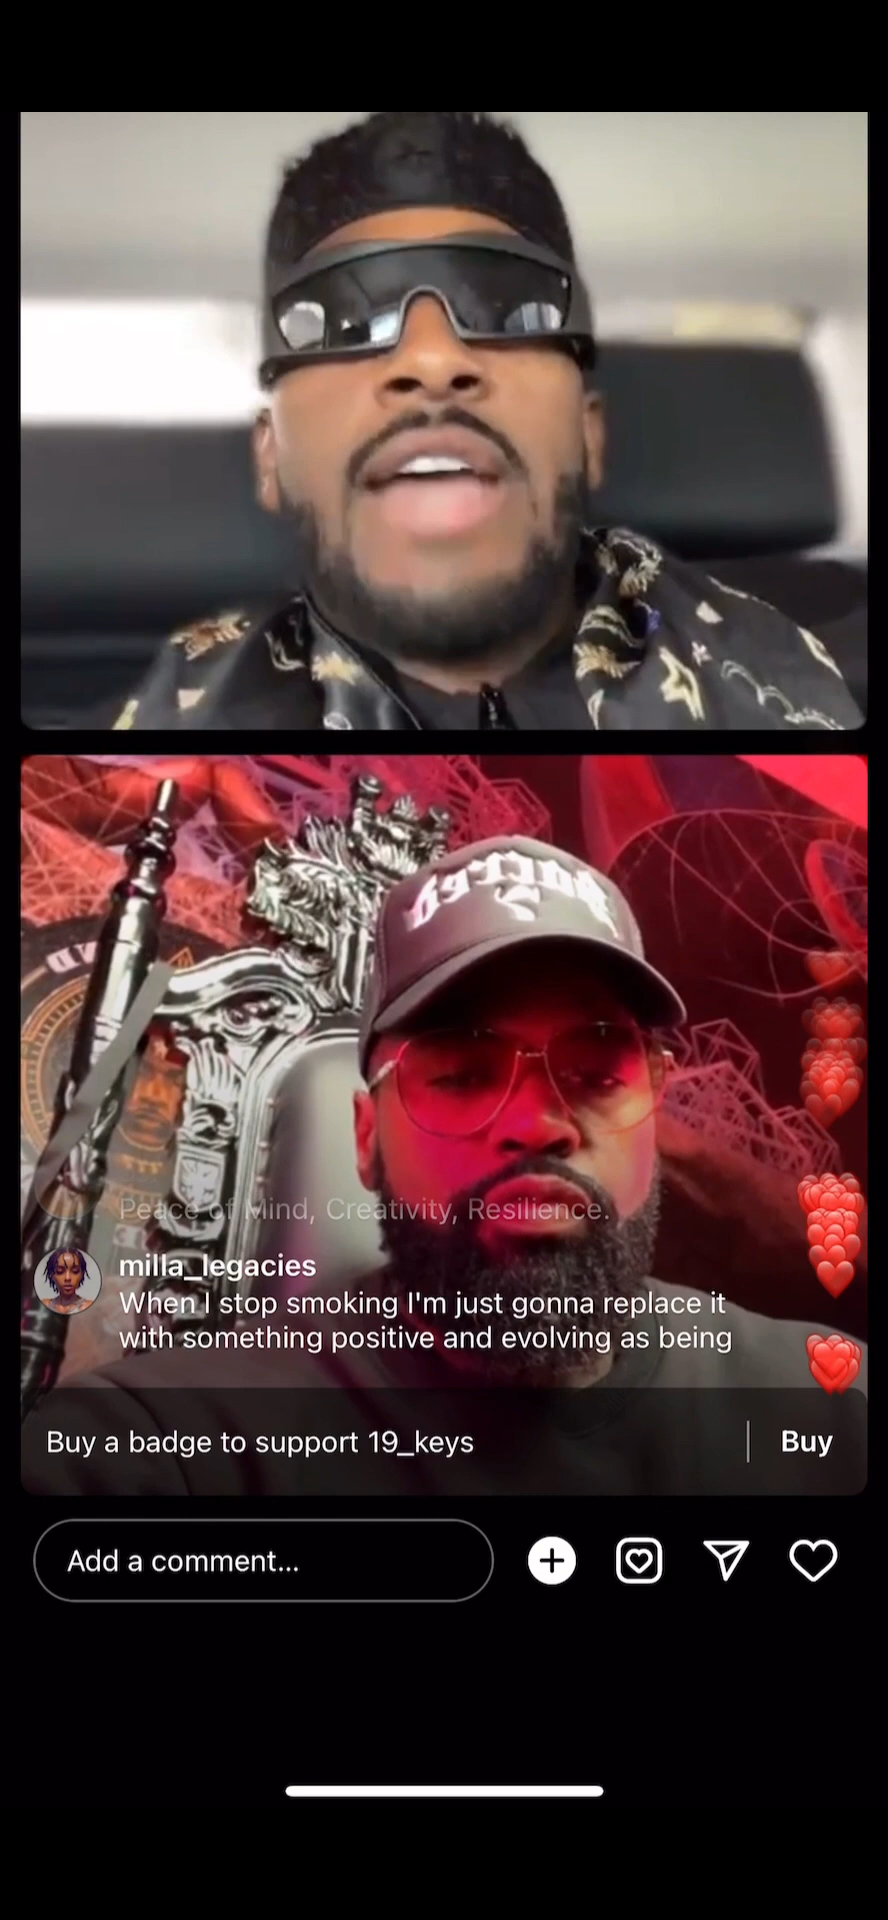 Peace of Mind, Creativity, Resilience.
milla_legacies
When I stop smoking I'm just gonna replace it
with something positive and evolving as being
Buy a badge to support 19_keys
Buy
Add a comment...